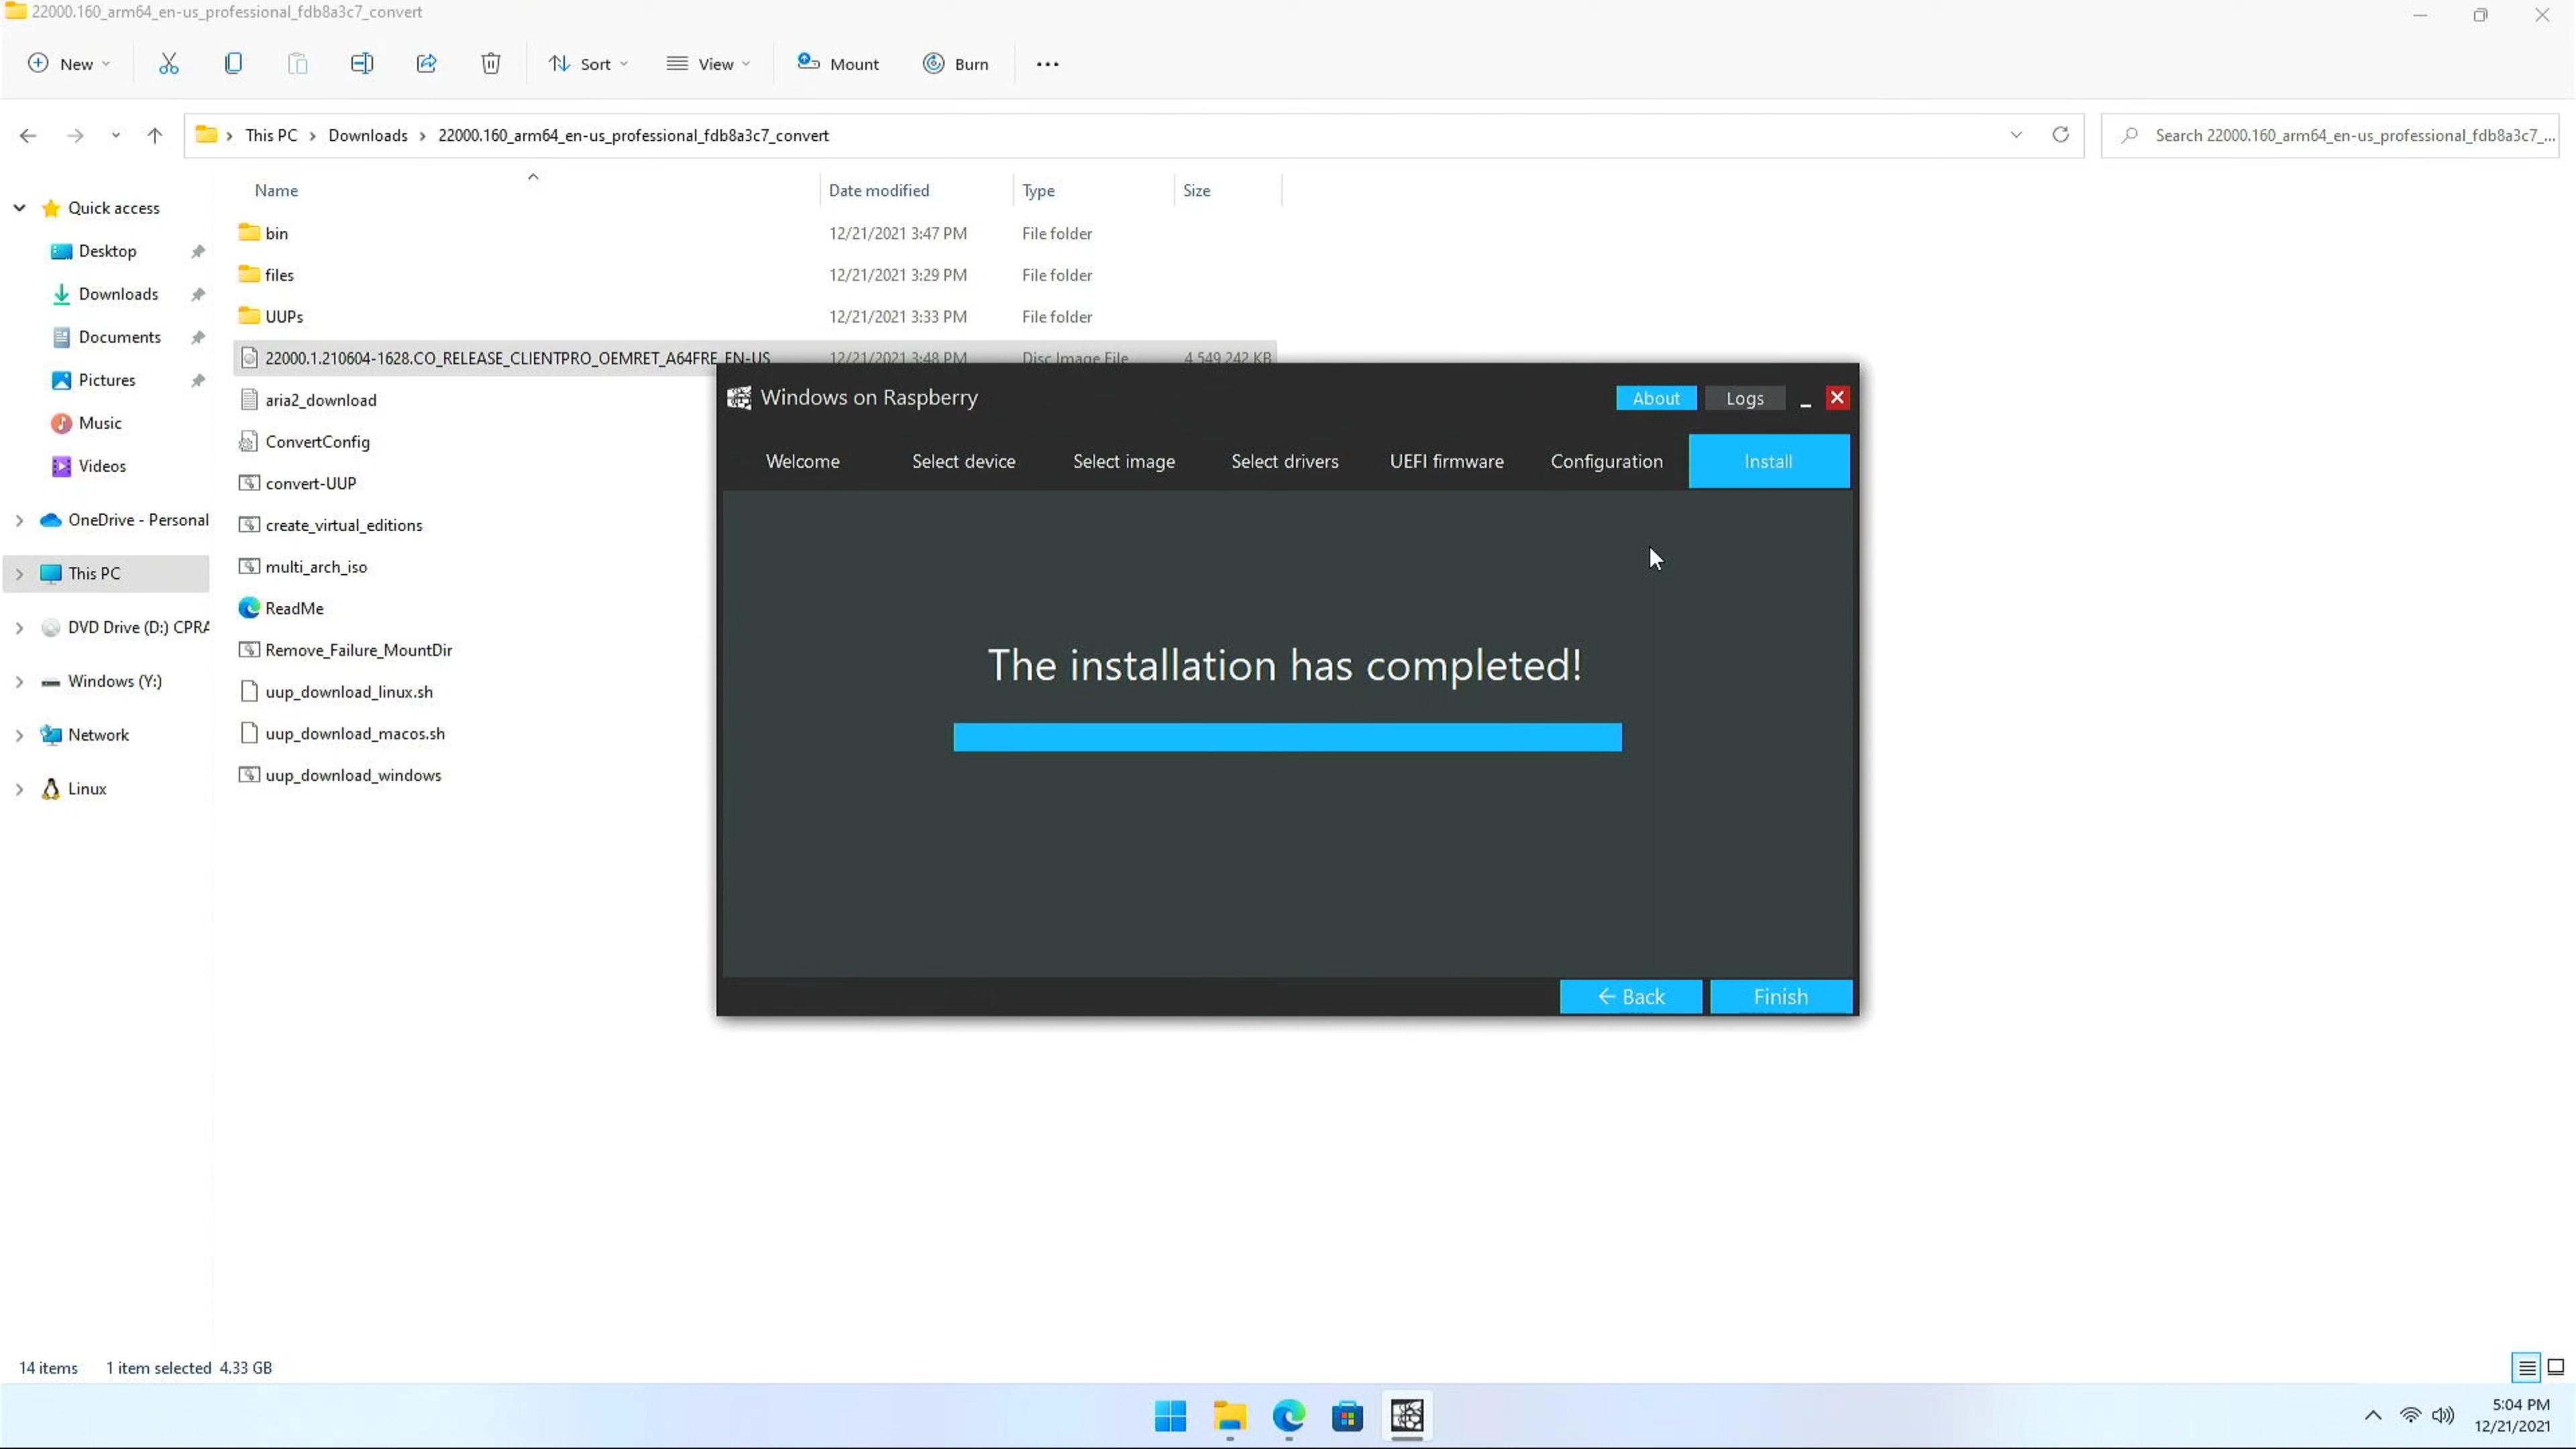 22000.160_arm64_en-us_professional_fdb8a3c7_convert
New
Sort
View
Mount
Burn
This PC > Downloads > 22000.160_arm64_en-us_professional_fdb8a3c7_convert
Search 22000.160_arm64_en-us_professional_fdb8a3c7_...
Name Date modified Type Size
Quick access
Desktop
Downloads
Documents
Pictures
Music
Videos
OneDrive - Personal
This PC
DVD Drive (D:) CPRA
Windows (Y:)
Network
Linux
bin 12/21/2021 3:47 PM File folder
files 12/21/2021 3:29 PM File folder
UUPs 12/21/2021 3:33 PM File folder
22000.1.210604-1628.CO_RELEASE_CLIENTPRO_OEMRET_A64FRE_EN-US 12/21/2021 3:48 PM Disc Image File 4,549,242 KB
aria2_download
ConvertConfig
convert-UUP
create_virtual_editions
multi_arch_iso
ReadMe
Remove_Failure_MountDir
uup_download_linux.sh
uup_download_macos.sh
uup_download_windows
Windows on Raspberry
About
Logs
Welcome Select device Select image Select drivers UEFI firmware Configuration Install
The installation has completed!
← Back
Finish
14 items 1 item selected 4.33 GB
5:04 PM
12/21/2021